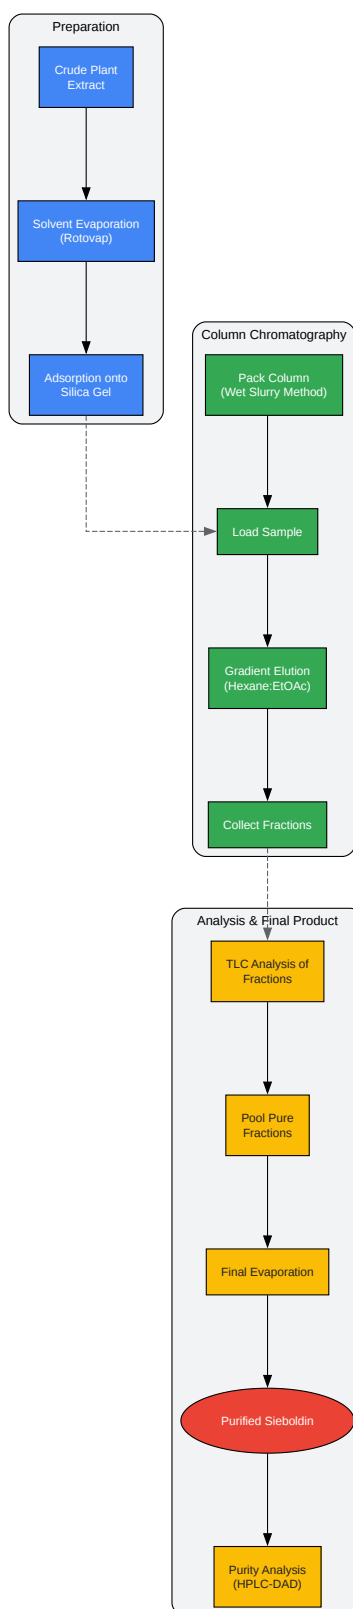 Preparation
Crude Plant
Extract
Solvent Evaporation
(Rotovap)
Adsorption onto
Silica Gel
Column Chromatography
Pack Column
(Wet Slurry Method)
Load Sample
Gradient Elution
(Hexane:EtOAc)
Collect Fractions
Analysis & Final Product
TLC Analysis of
Fractions
Pool Pure
Fractions
Final Evaporation
Purified Sieboldin
Purity Analysis
(HPLC-DAD)